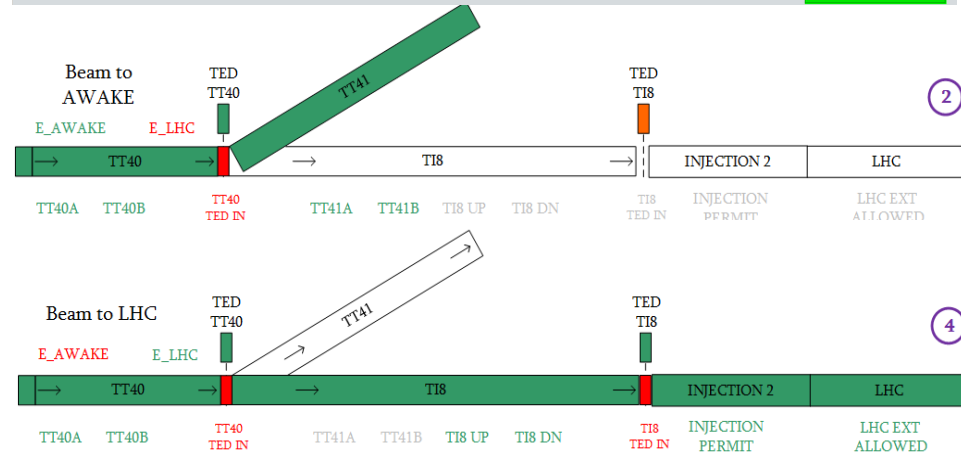 Beam to
AWAKE
TED
TT40
TT41
TED
TI8
2
E_AWAKE E_LHC
TT40 TI8 INJECTION 2 LHC
TT40A TT40B TT40
TED IN
TT41A TT41B TI8 UP TI8 DN TI8
TED IN
INJECTION
PERMIT
LHC EXT
ALLOWED
Beam to LHC
TED
TT40
TT41
TED
TI8
4
E_AWAKE E_LHC
TT40 TI8 INJECTION 2 LHC
TT40A TT40B TT40
TED IN
TT41A TT41B TI8 UP TI8 DN TI8
TED IN
INJECTION
PERMIT
LHC EXT
ALLOWED